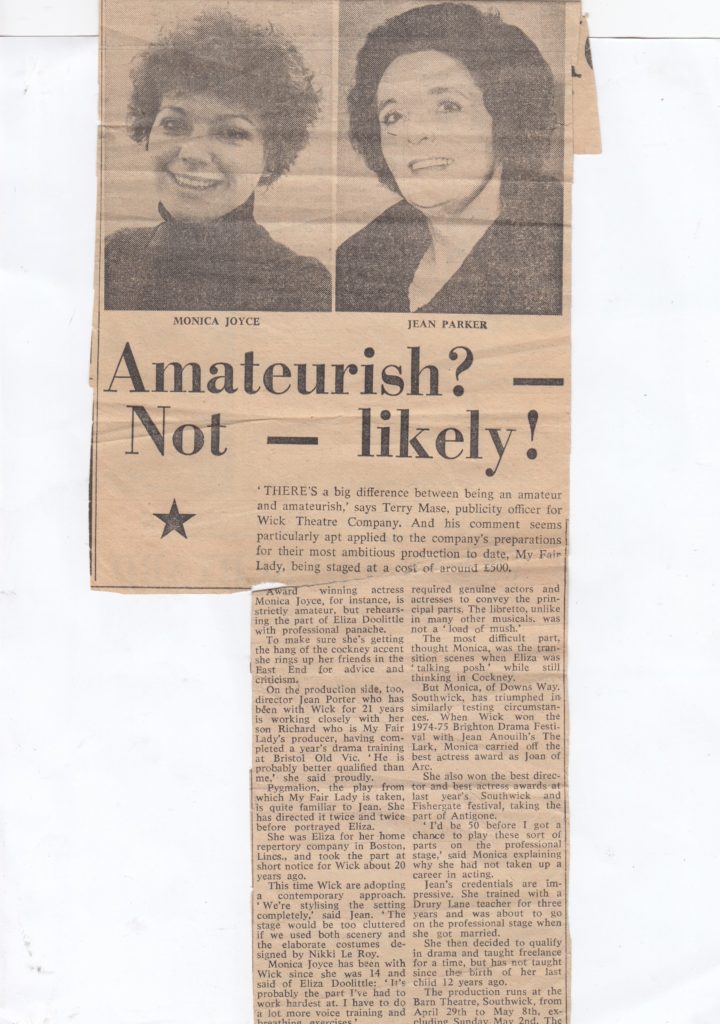 MONICA JOYCE
JEAN PARKER
Amateurish? —
Not — likely!
'THERE'S a big difference between being an amateur
and amateurish,' says Terry Mase, publicity officer for
Wick Theatre Company. And his comment seems
particularly apt applied to the company's preparations
for their most ambitious production to date, My Fair
Lady, being staged at a cost of around £500.
Award winning actress
Monica Joyce, for instance, is
strictly amateur, but rehears-
ing the part of Eliza Doolittle
with professional panache.
To make sure she's getting
the hang of the cockney accent
she rings up her friends in the
East End for advice and
criticism.
On the production side, too,
director Jean Porter who has
been with Wick for 21 years
is working closely with her
son Richard who is My Fair
Lady's producer, having com-
pleted a year's drama training
at Bristol Old Vic. 'He is
probably better qualified than
me,' she said proudly.
Pygmalion, the play from
which My Fair Lady is taken,
is quite familiar to Jean. She
has directed it twice and twice
before portrayed Eliza.
She was Eliza for her home
repertory company in Boston,
Lincs., and took the part at
short notice for Wick about 20
years ago.
This time Wick are adopting
a contemporary approach.
'We're stylising the setting
completely,' said Jean. 'The
stage would be too cluttered
if we used both scenery and
the elaborate costumes de-
signed by Nikki Le Roy.
Monica Joyce has been with
Wick since she was 14 and
said of Eliza Doolittle: 'It's
probably the part I've had to
work hardest at. I have to do
a lot more voice training and
breathing exercises.'
required genuine actors and
actresses to convey the prin-
cipal parts. The libretto, unlike
in many other musicals, was
not a 'load of mush.'
The most difficult part,
thought Monica, was the tran-
sition scenes when Eliza was
'talking posh' while still
thinking in Cockney.
But Monica, of Downs Way,
Southwick, has triumphed in
similarly testing circumstan-
ces. When Wick won the
1974-75 Brighton Drama Festi-
val with Jean Anouilh's The
Lark, Monica carried off the
best actress award as Joan of
Arc.
She also won the best direc-
tor and best actress awards at
last year's Southwick and
Fishergate festival, taking the
part of Antigone.
'I'd be 50 before I got a
chance to play these sort of
parts on the professional
stage,' said Monica explaining
why she had not taken up a
career in acting.
Jean's credentials are im-
pressive. She trained with a
Drury Lane teacher for three
years and was about to go
on the professional stage when
she got married.
She then decided to qualify
in drama and taught freelance
for a time, but has not taught
since the birth of her last
child 12 years ago.
The production runs at the
Barn Theatre, Southwick, from
April 29th to May 8th, ex-
cluding Sunday May 2nd. The